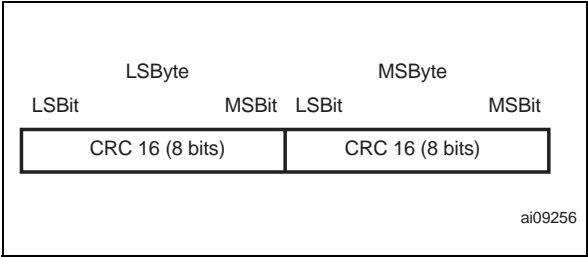 LSByte MSByte
LSBit MSBit LSBit MSBit
CRC 16 (8 bits) CRC 16 (8 bits)
ai09256